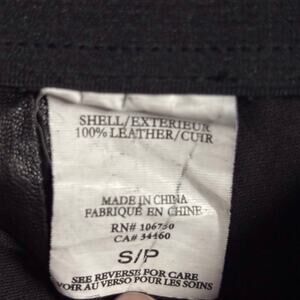 SHELL/EXTERIEUR
100% LEATHER/CUIR
MADE IN CHINA
FABRIQUÉ EN CHINE
RN# 106750
CA# 34460
S/P
SEE REVERSE FOR CARE
VOIR AU VERSO POUR LES SOINS